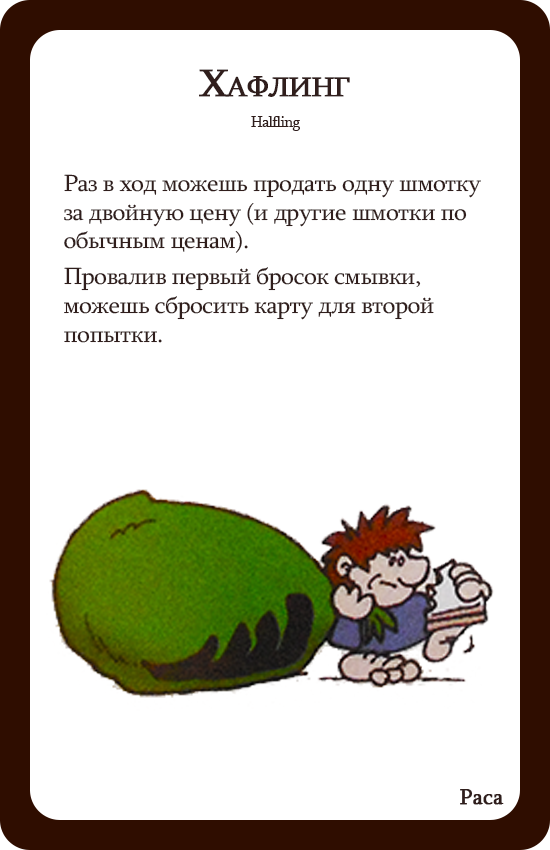 Хафлинг
Halfling
Раз в ход можешь продать одну шмотку
за двойную цену (и другие шмотки по
обычным ценам).
Провалив первый бросок смывки,
можешь сбросить карту для второй
попытки.
Раса